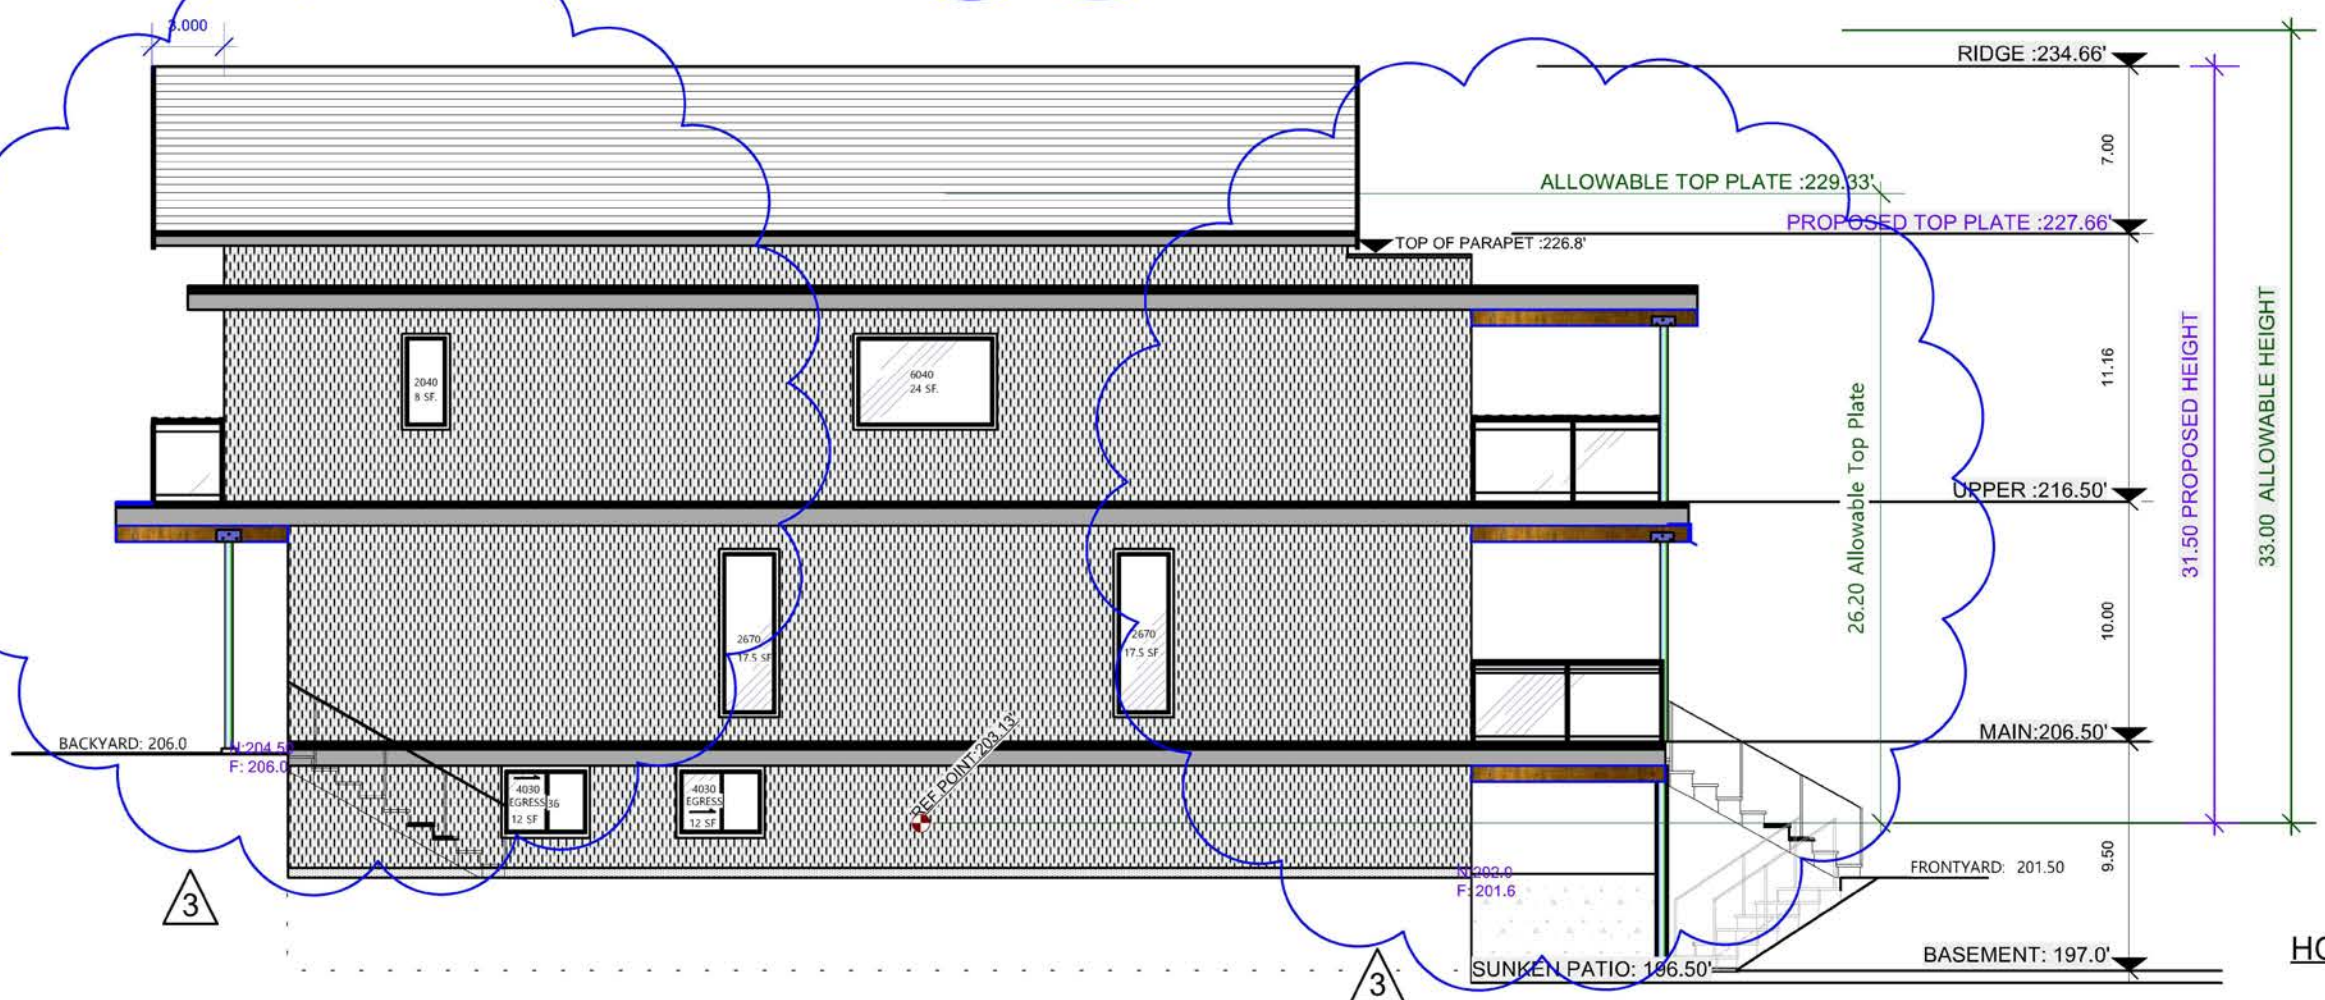 3.000
RIDGE :234.66'
7.00
ALLOWABLE TOP PLATE :229.33'
PROPOSED TOP PLATE :227.66'
TOP OF PARAPET :226.8'
2040
8 SF.
6040
24 SF.
11.16
31.50 PROPOSED HEIGHT
33.00 ALLOWABLE HEIGHT
26.20 Allowable Top Plate
UPPER :216.50'
2670
17.5 SF
2670
17.5 SF
10.00
REF POINT:203.13'
MAIN:206.50'
BACKYARD: 206.0
N:204.50
F: 206.0
4030
EGRESS 36
12 SF
4030
EGRESS
12 SF
9.50
N:202.0
F: 201.6
FRONTYARD: 201.50
3
3
SUNKEN PATIO: 196.50'
BASEMENT: 197.0'
HO